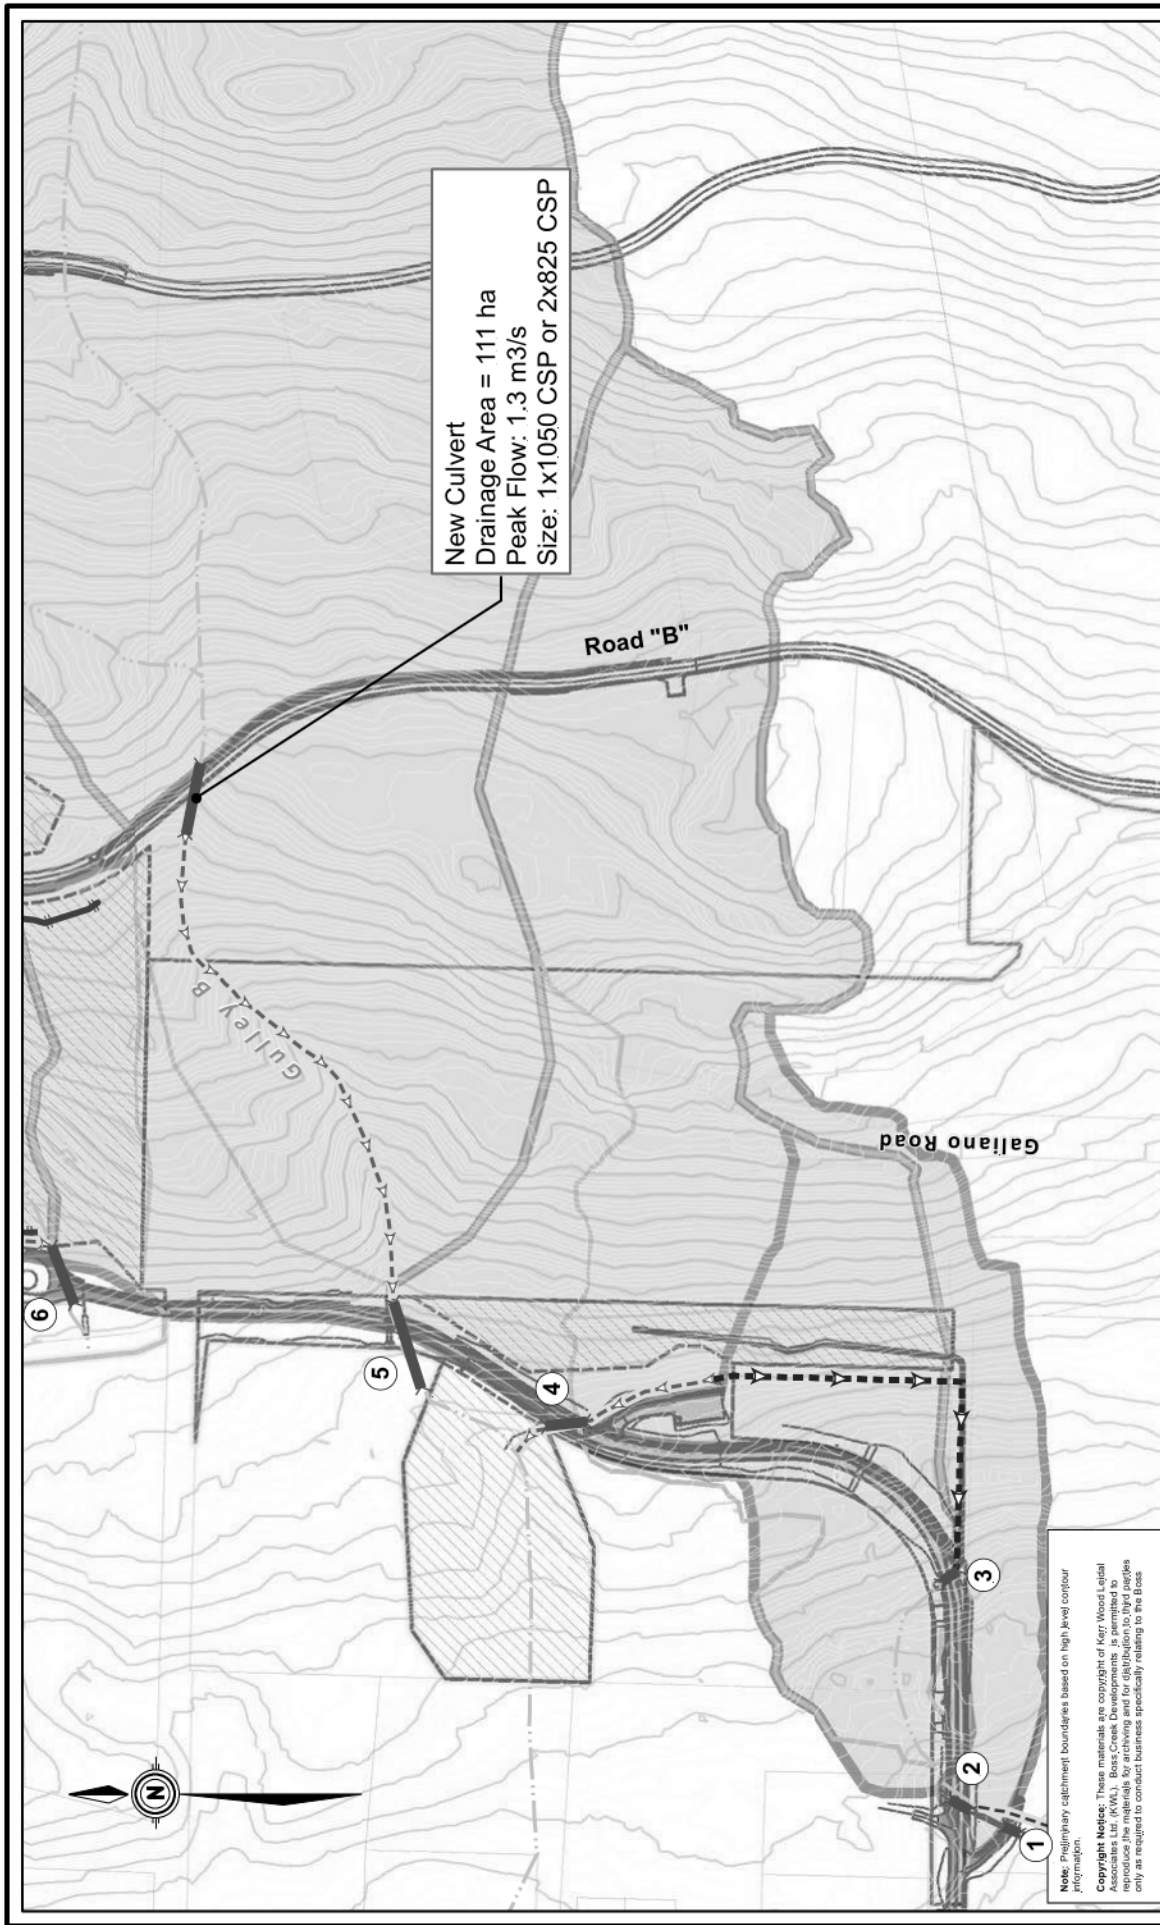 New Culvert
Drainage Area = 111 ha
Peak Flow: 1.3 m3/s
Size: 1x1050 CSP or 2x825 CSP
Road "B"
Gulley B
Galiano Road
6
5
4
3
2
1
N
Note: Preliminary catchment boundaries based on high level contour
information.
Copyright Notice: These materials are copyright of Kerr Wood Leidal
Associates Ltd. (KWL). Boss Creek Developments is permitted to
reproduce the materials for archiving and for distribution to third parties
only as required to conduct business specifically relating to the Boss